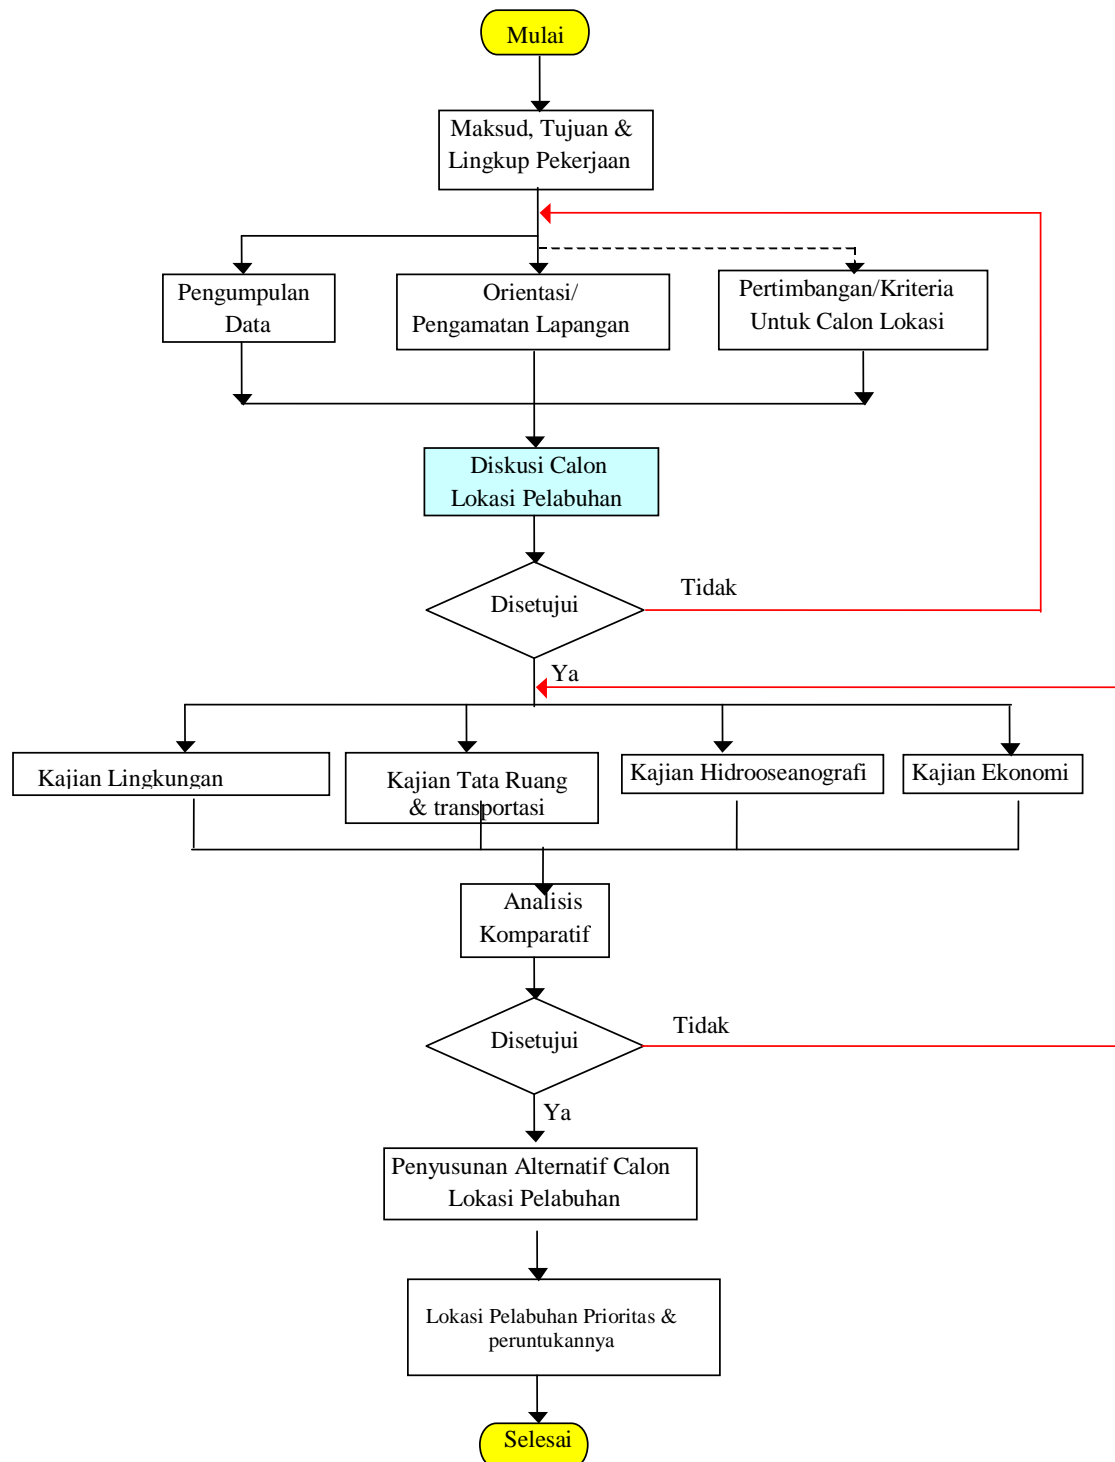 Mulai
Maksud, Tujuan &
Lingkup Pekerjaan
Pengumpulan
Data
Orientasi/
Pengamatan Lapangan
Pertimbangan/Kriteria
Untuk Calon Lokasi
Diskusi Calon
Lokasi Pelabuhan
Disetujui
Tidak
Ya
Kajian Lingkungan
Kajian Tata Ruang
& transportasi
Kajian Hidrooseanografi
Kajian Ekonomi
Analisis
Komparatif
Disetujui
Tidak
Ya
Penyusunan Alternatif Calon
Lokasi Pelabuhan
Lokasi Pelabuhan Prioritas &
peruntukannya
Selesai